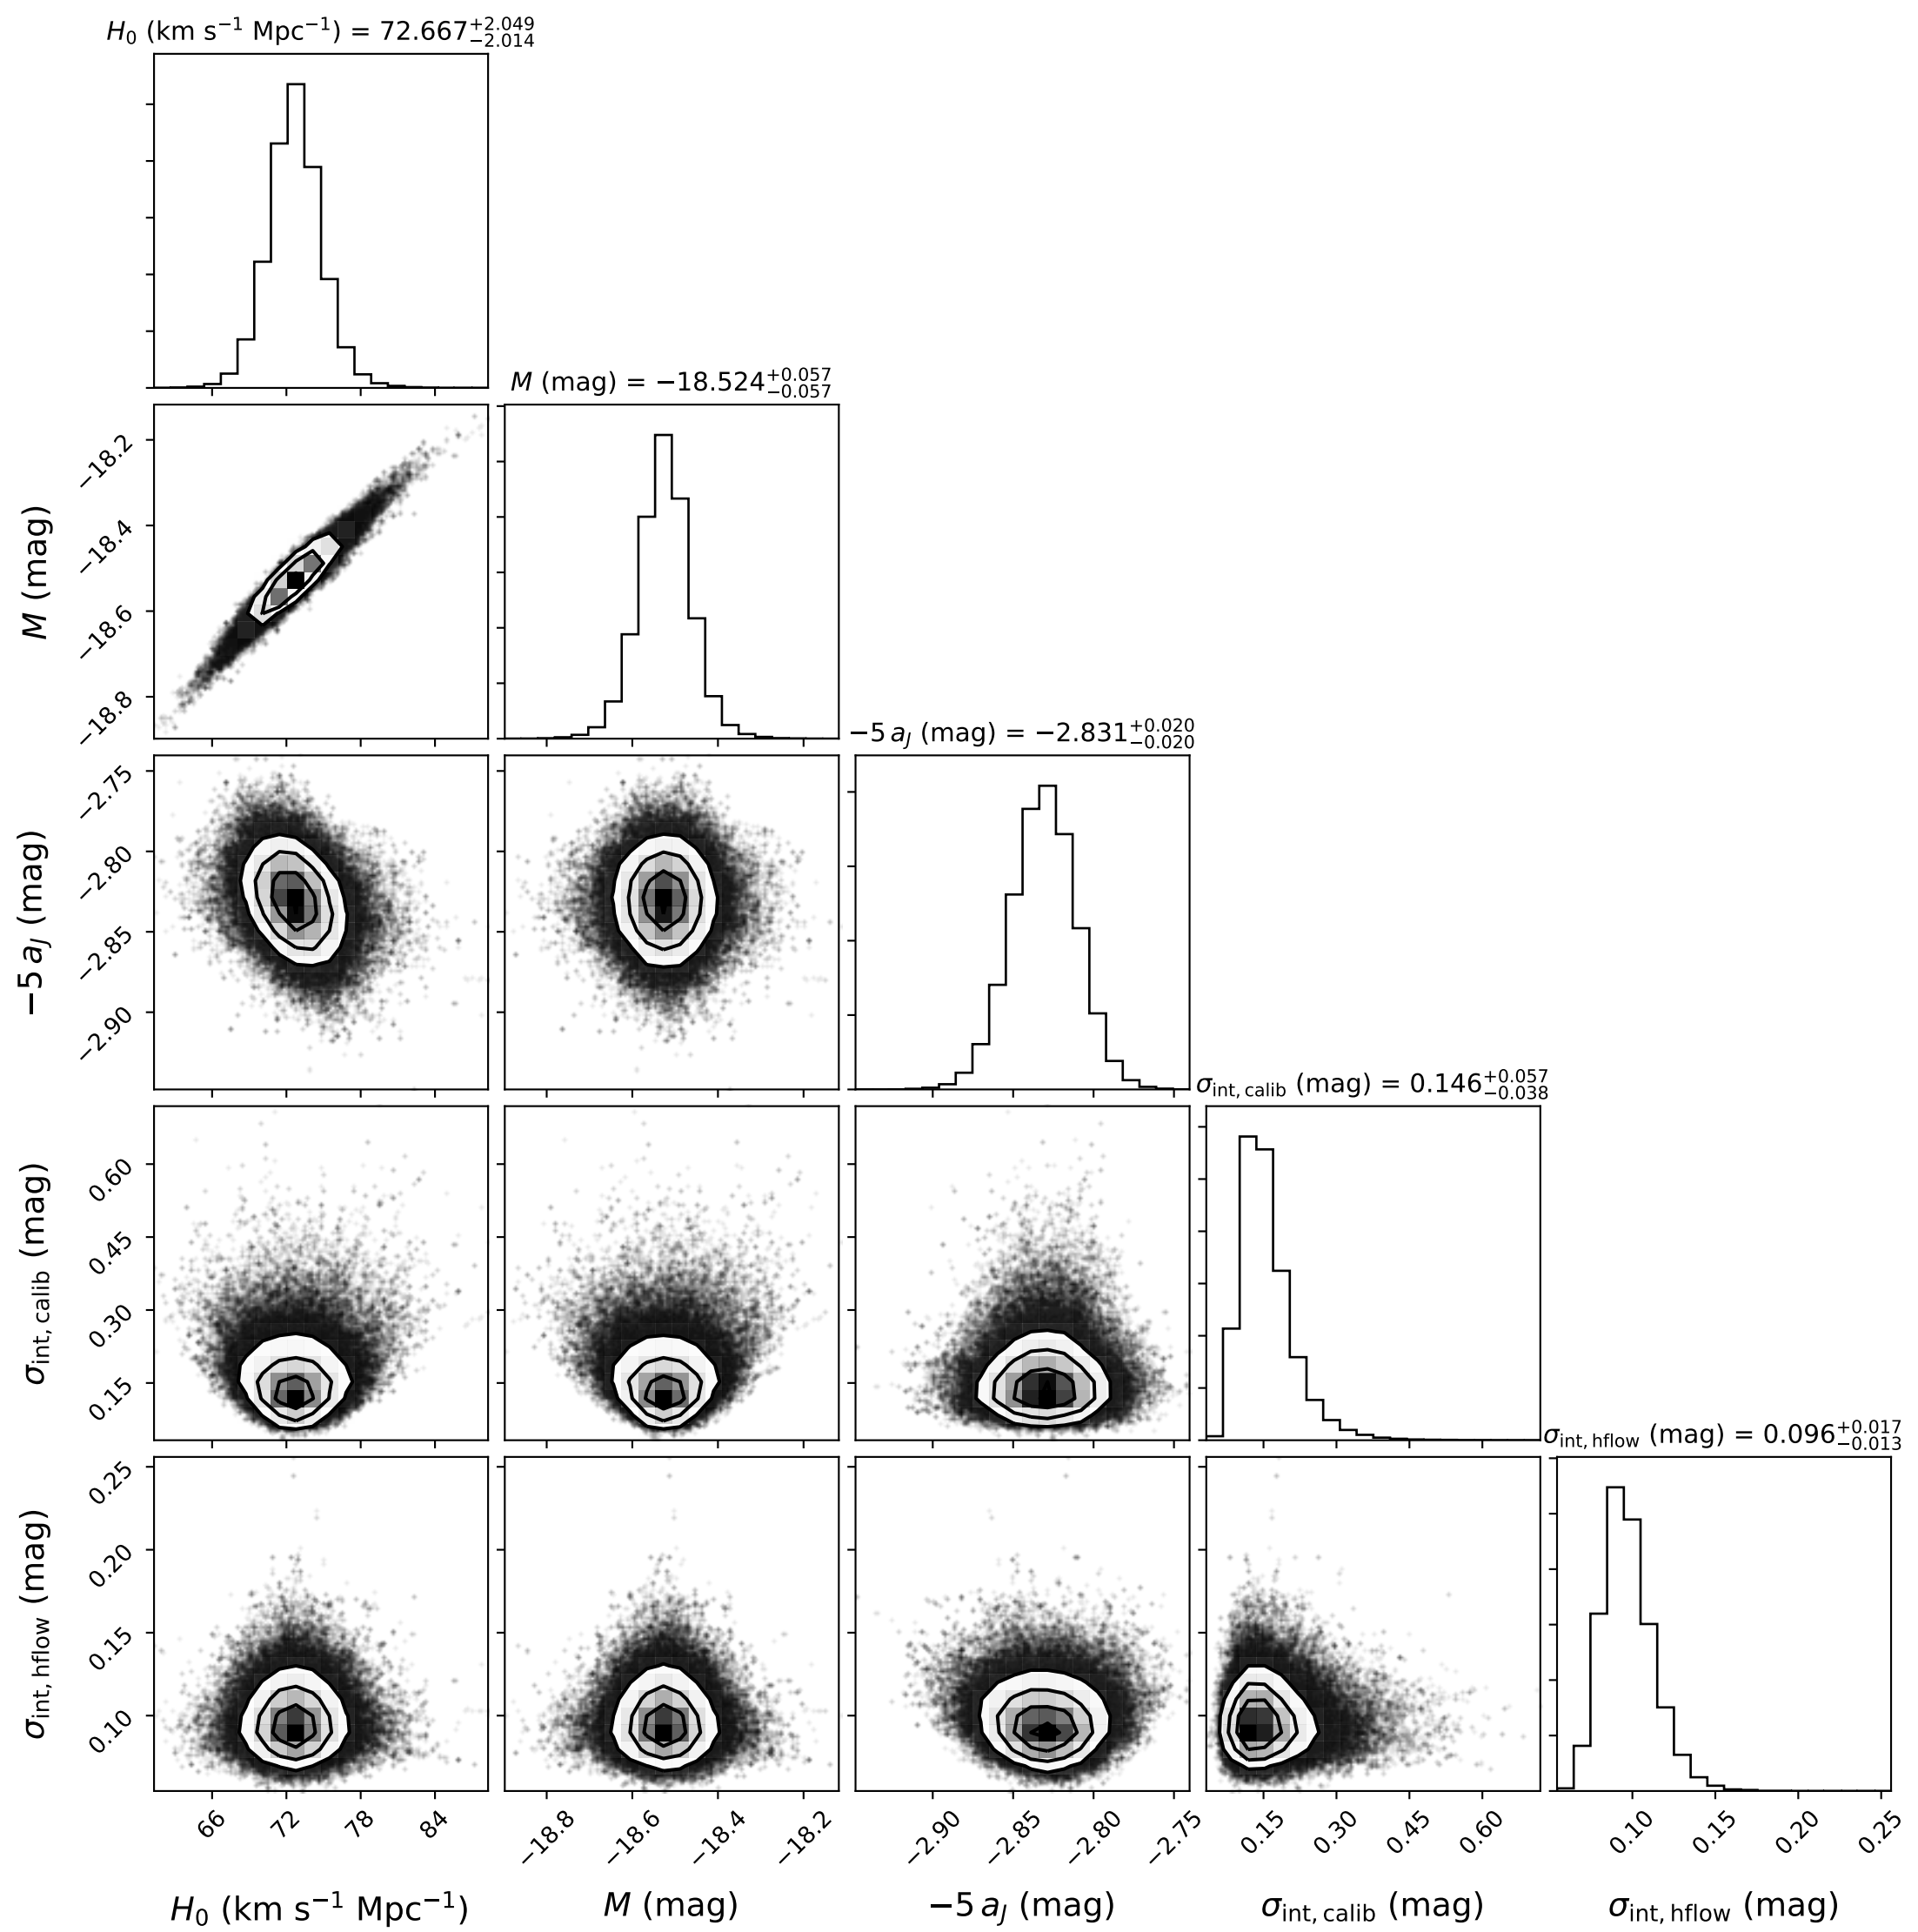 H₀ (km s⁻¹ Mpc⁻¹) = 72.667 +2.049 −2.014
M (mag) = −18.524 +0.057 −0.057
−18.2
−18.4
−18.6
−18.8
M (mag)
−5 a_J (mag) = −2.831 +0.020 −0.020
−2.75
−2.80
−2.85
−2.90
−5 a_J (mag)
σ_int, calib (mag) = 0.146 +0.057 −0.038
0.60
0.45
0.30
0.15
σ_int, calib (mag)
σ_int, hflow (mag) = 0.096 +0.017 −0.013
0.25
0.20
0.15
0.10
σ_int, hflow (mag)
66 72 78 84
−18.8 −18.6 −18.4 −18.2
−2.90 −2.85 −2.80 −2.75
0.15 0.30 0.45 0.60
0.10 0.15 0.20 0.25
H₀ (km s⁻¹ Mpc⁻¹)
M (mag)
−5 a_J (mag)
σ_int, calib (mag)
σ_int, hflow (mag)